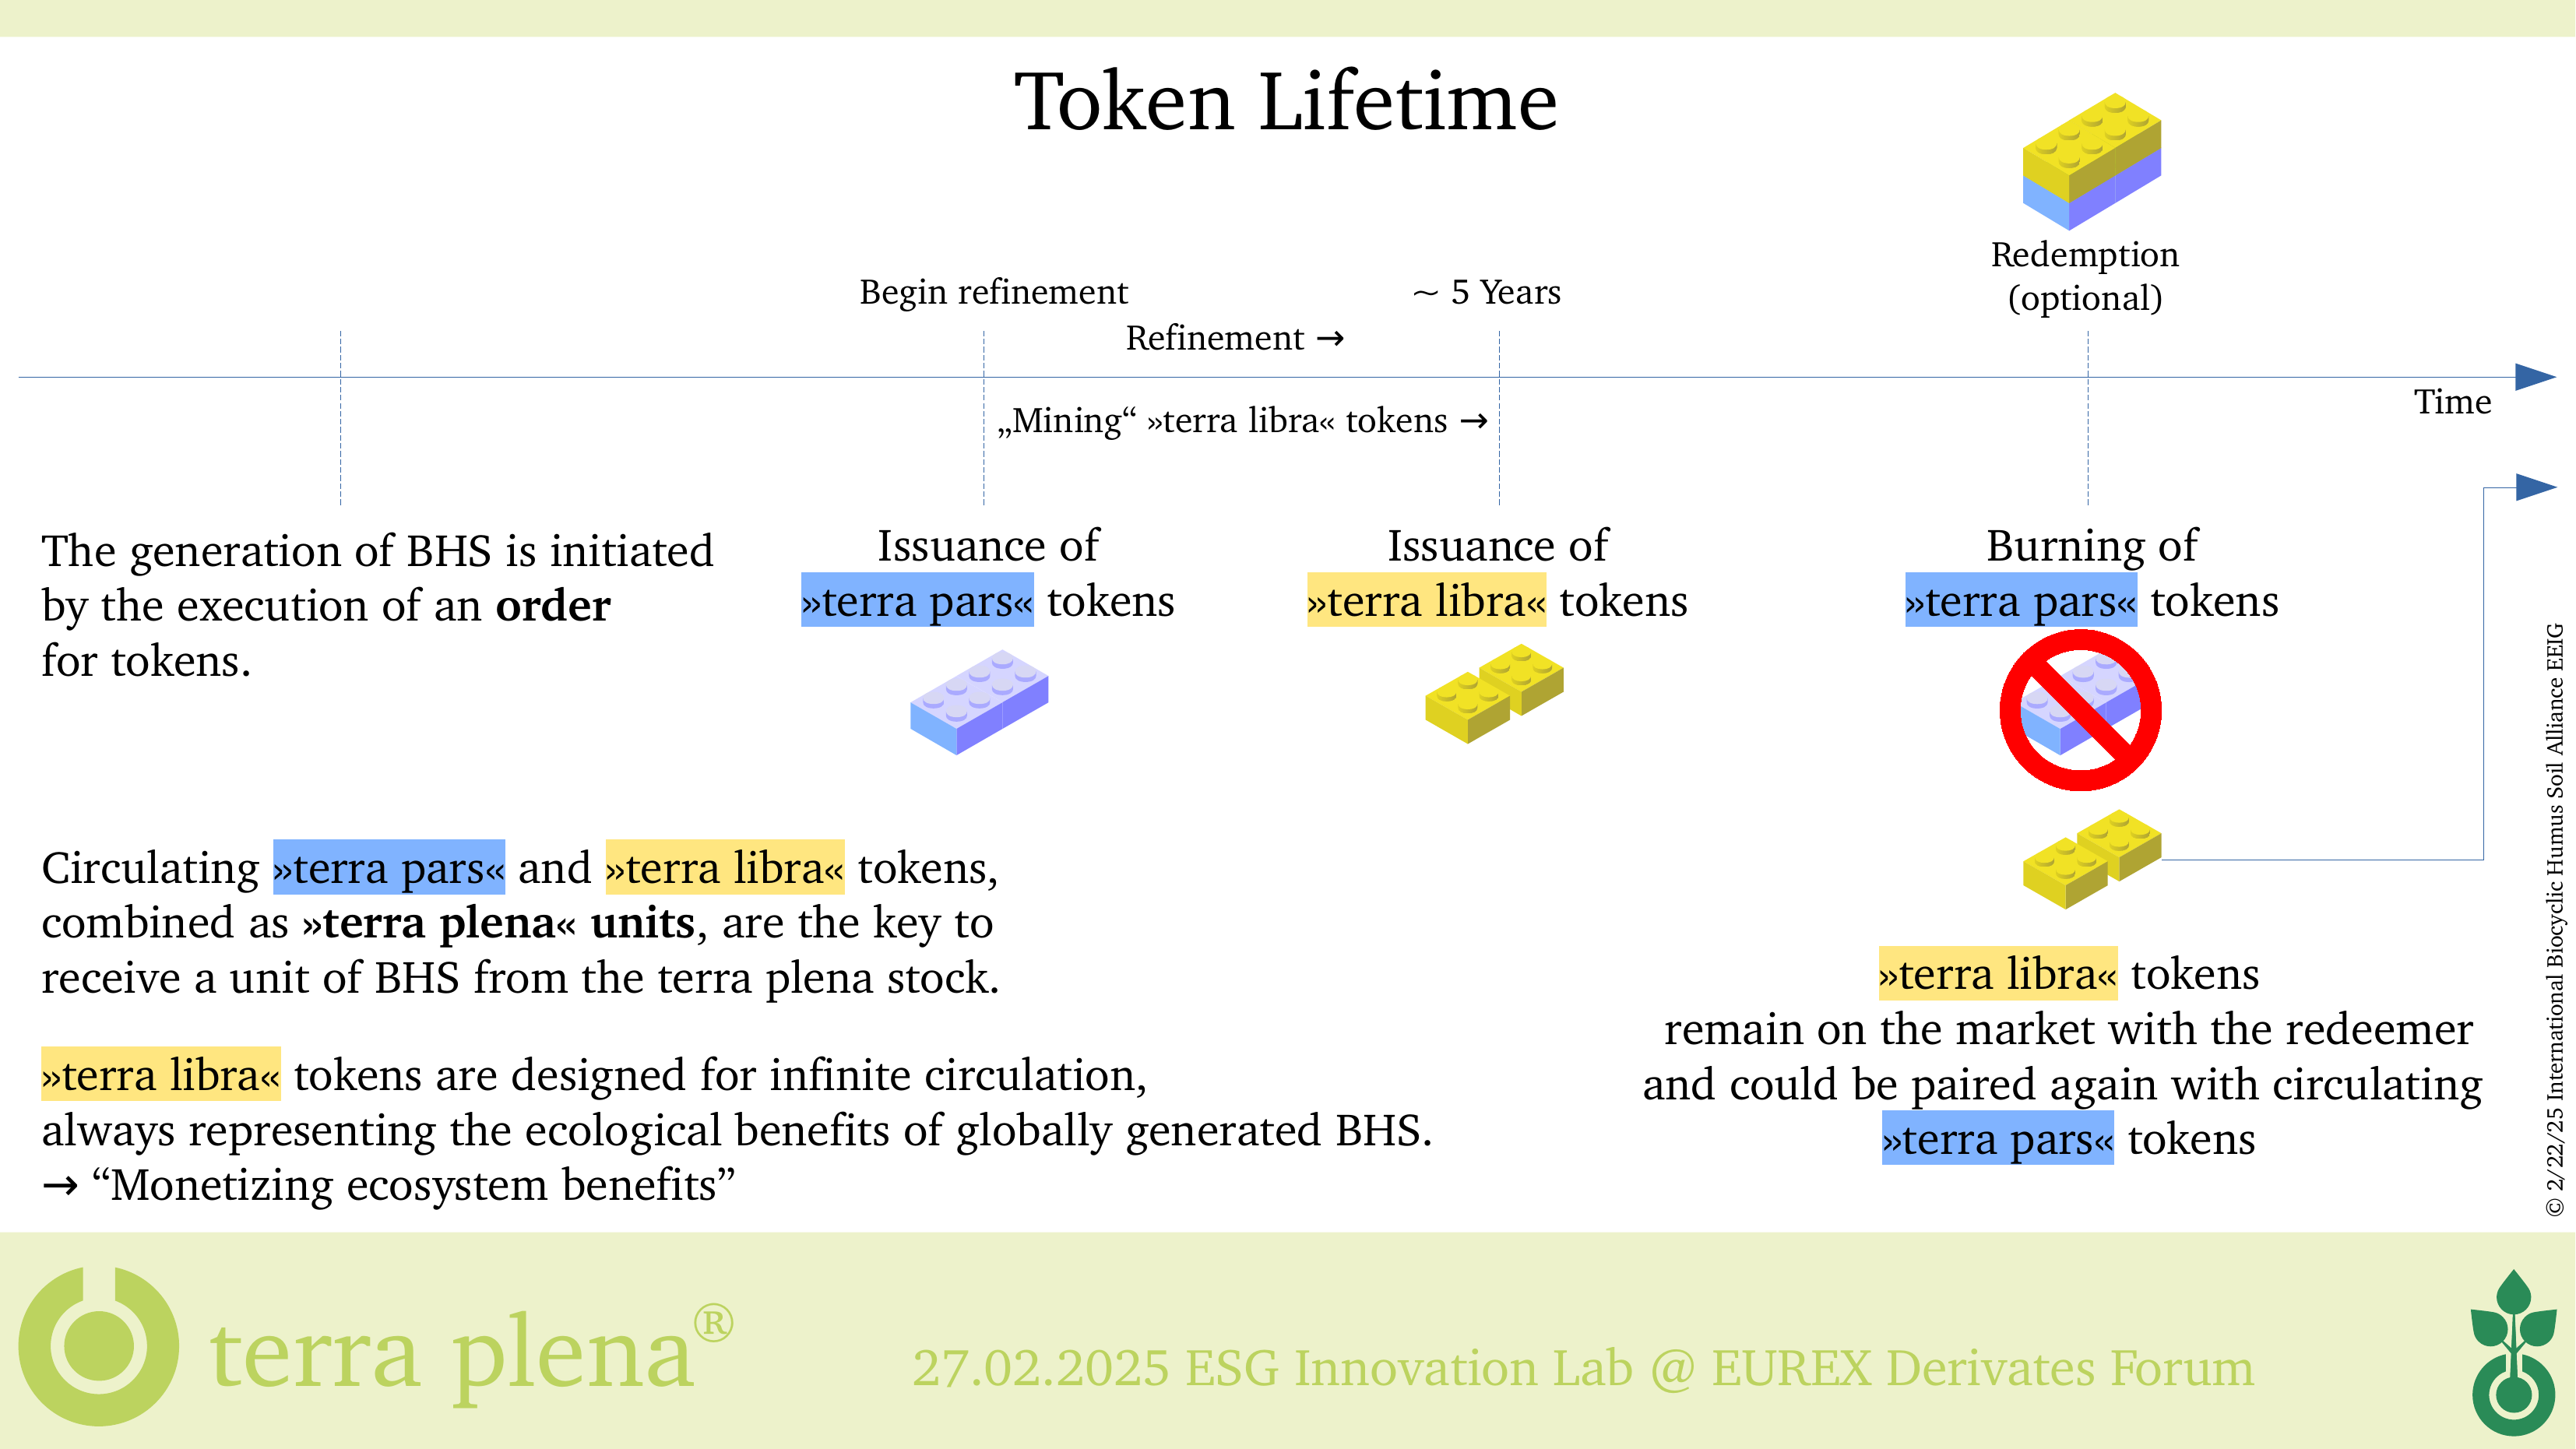 Token Lifetime
Redemption
(optional)
Begin refinement
~ 5 Years
Refinement →
Time
„Mining“ »terra libra« tokens →
The generation of BHS is initiated
by the execution of an order
for tokens.
Issuance of
»terra pars« tokens
Issuance of
»terra libra« tokens
Burning of
»terra pars« tokens
Circulating »terra pars« and »terra libra« tokens,
combined as »terra plena« units, are the key to
receive a unit of BHS from the terra plena stock.
»terra libra« tokens are designed for infinite circulation,
always representing the ecological benefits of globally generated BHS.
→ “Monetizing ecosystem benefits”
»terra libra« tokens
remain on the market with the redeemer
and could be paired again with circulating
»terra pars« tokens
© 2/22/25 International Biocyclic Humus Soil Alliance EEIG
terra plena®
27.02.2025 ESG Innovation Lab @ EUREX Derivates Forum